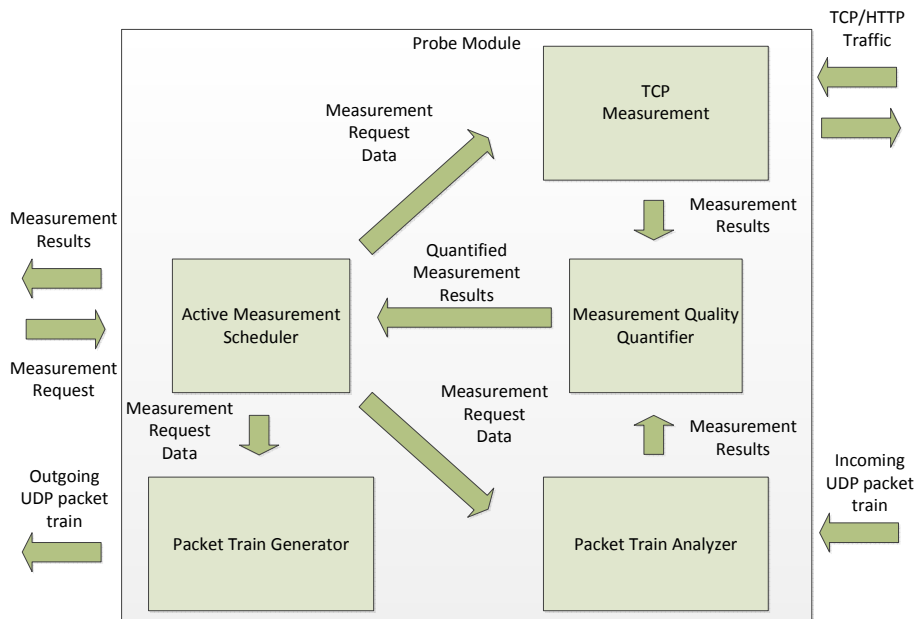 TCP/HTTP
Traffic
Probe Module
TCP
Measurement
Measurement
Request
Data
Measurement
Results
Measurement
Results
Quantified
Measurement
Results
Active Measurement
Scheduler
Measurement Quality
Quantifier
Measurement
Request
Measurement
Request
Data
Measurement
Request
Data
Measurement
Results
Outgoing
UDP packet
train
Incoming
UDP packet
train
Packet Train Generator
Packet Train Analyzer